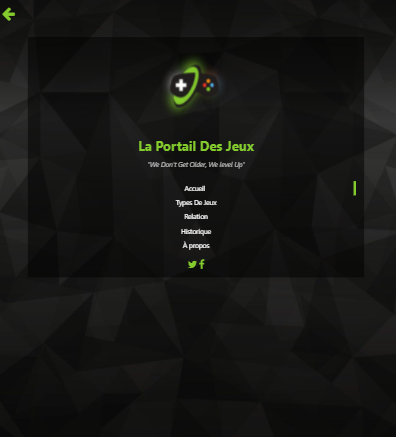 La Portail Des Jeux
"We Don't Get Older, We level Up"
Accueil
Types De Jeux
Relation
Historique
À propos